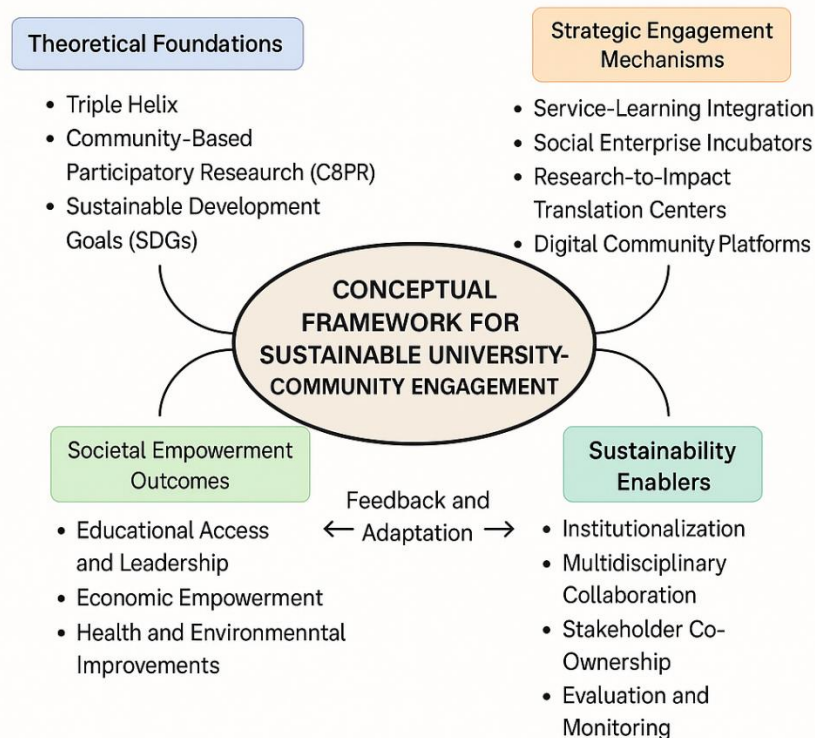 Theoretical Foundations
• Triple Helix
• Community-Based
Participatory Reseaurch (C8PR)
• Sustainable Development
Goals (SDGs)
Strategic Engagement
Mechanisms
• Service-Learning Integration
• Social Enterprise Incubators
• Research-to-Impact
Translation Centers
• Digital Community Platforms
CONCEPTUAL
FRAMEWORK FOR
SUSTAINABLE UNIVERSITY-
COMMUNITY ENGAGEMENT
Societal Empowerment
Outcomes
• Educational Access
and Leadership
• Economic Empowerment
• Health and Environmenntal
Improvements
Feedback and
← Adaptation →
Sustainability
Enablers
• Institutionalization
• Multidisciplinary
Collaboration
• Stakeholder Co-
Ownership
• Evaluation and
Monitoring